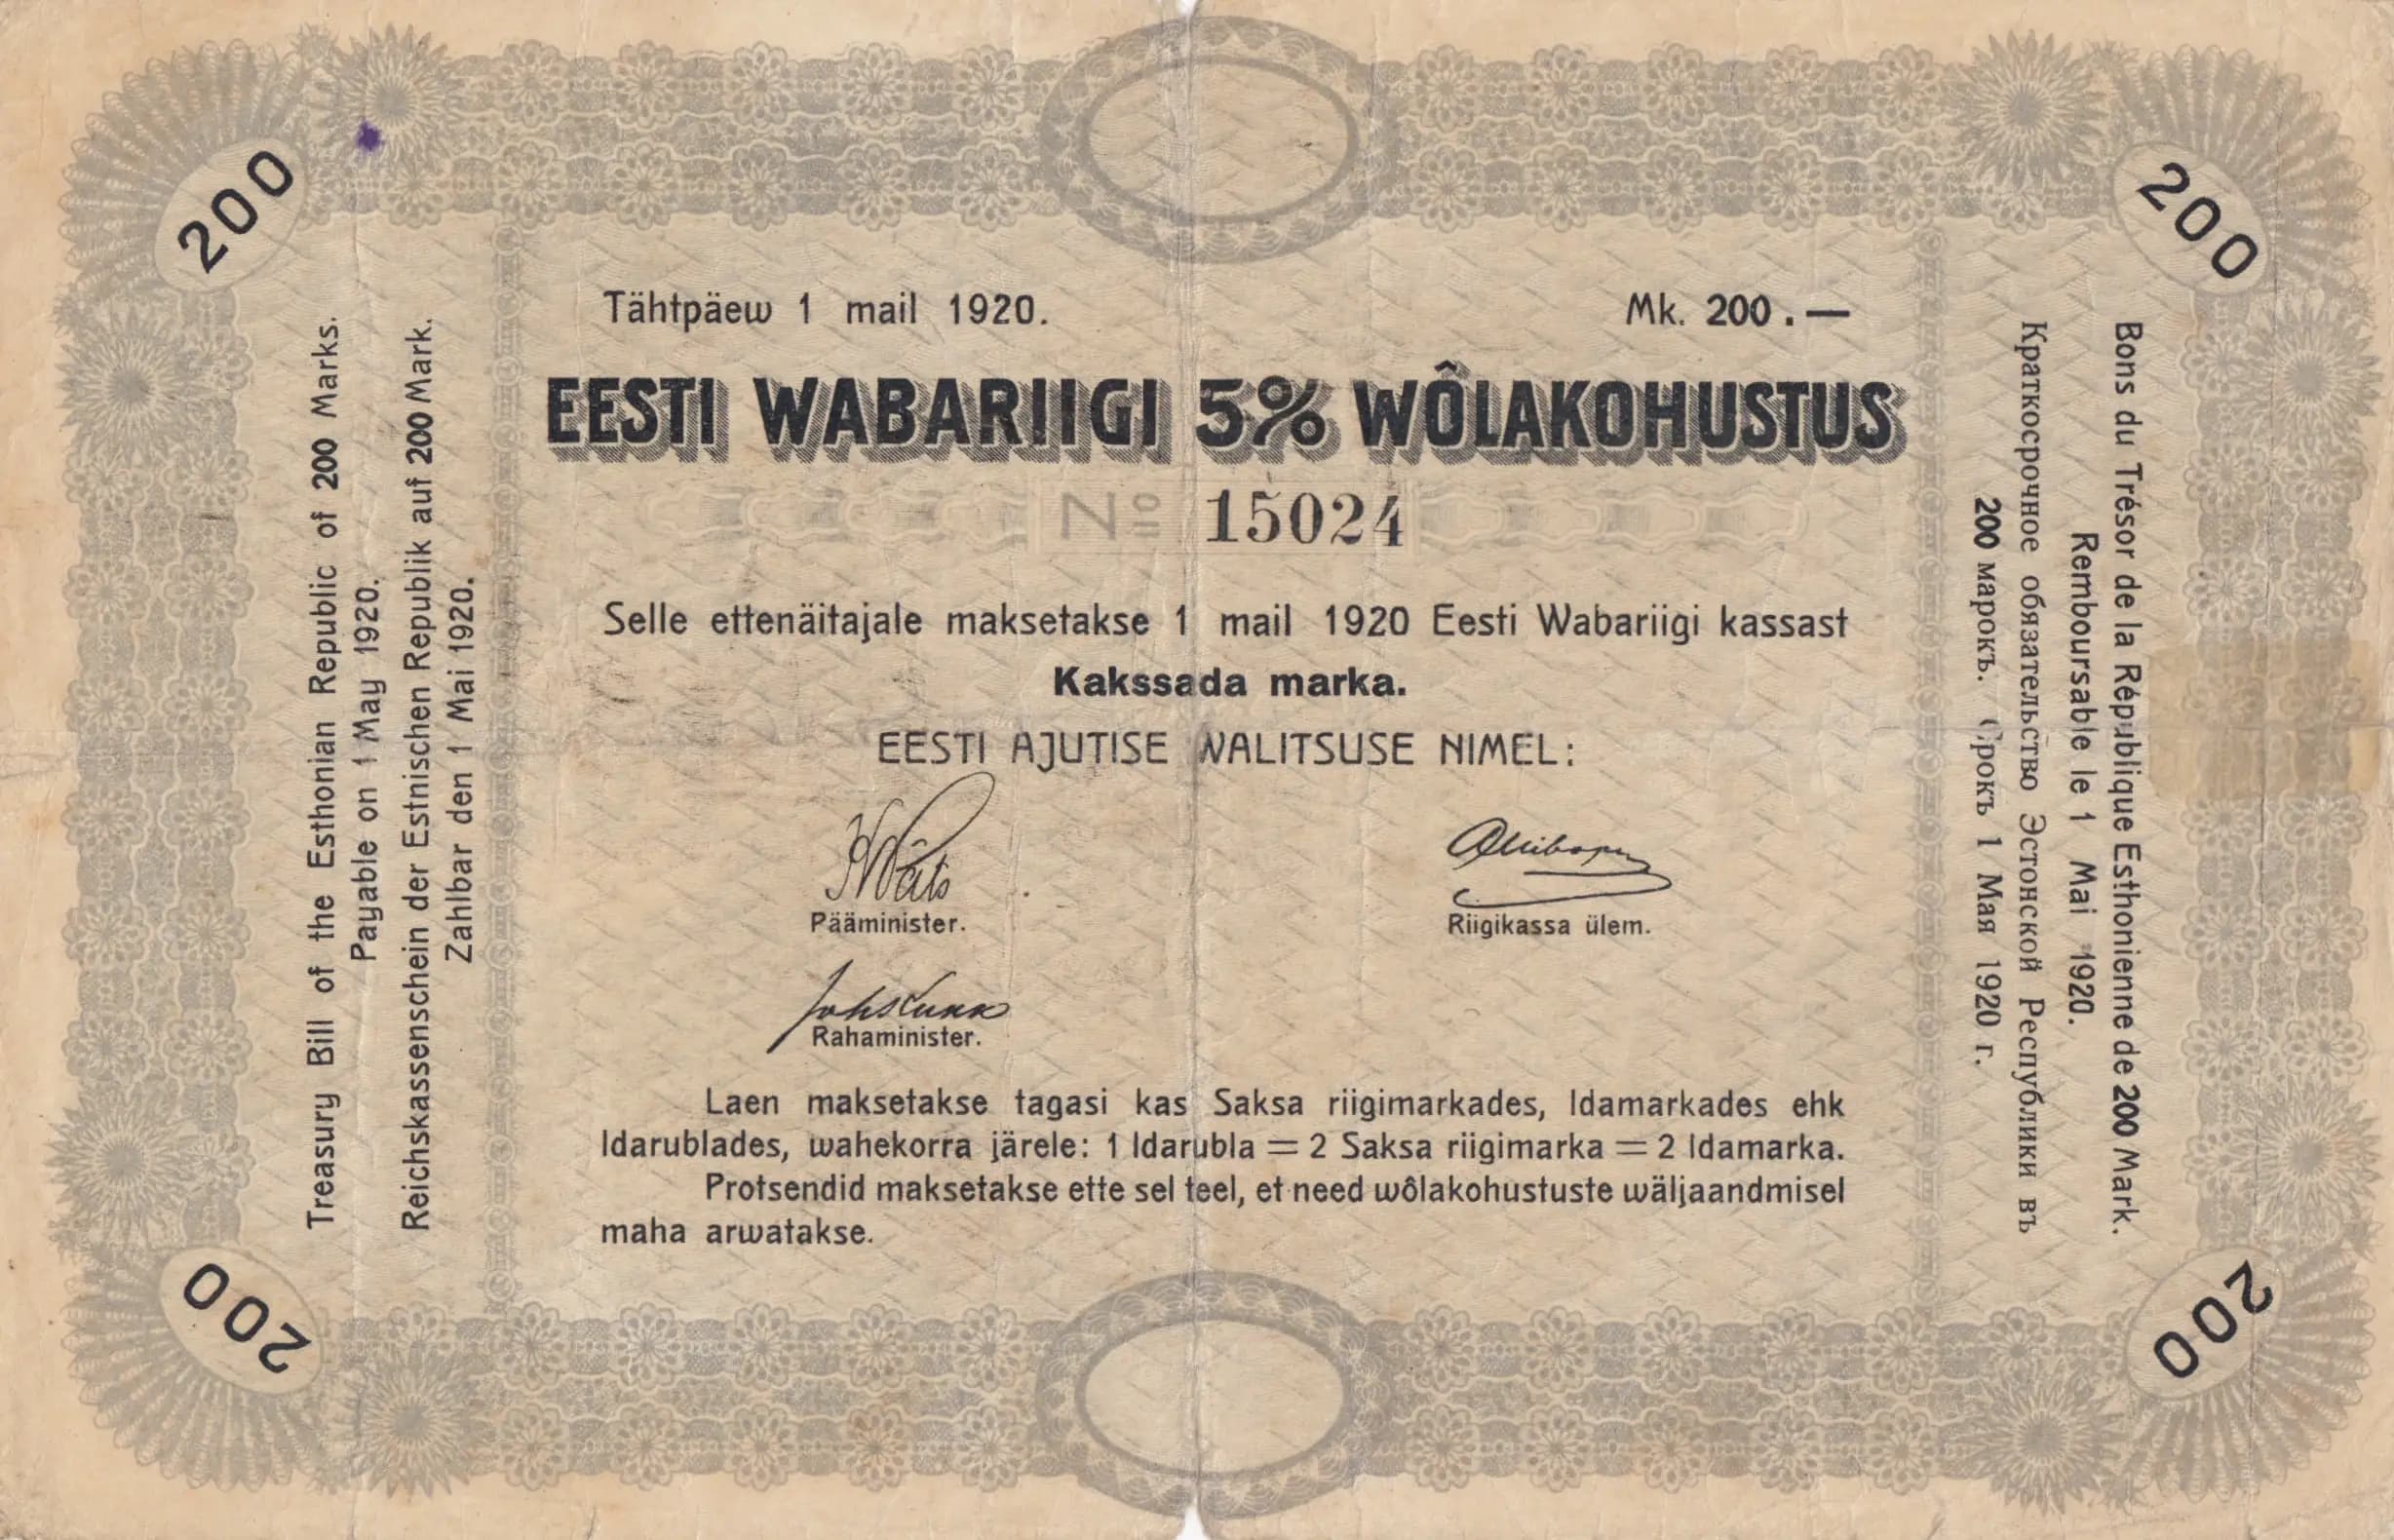 200
200
Treasury Bill of the Esthonian Republic of 200 Marks.
Payable on 1 May 1920.
Reichskassenschein der Estnischen Republik auf 200 Mark.
Zahlbar den 1 Mai 1920.
Tähtpäew 1 mail 1920.
Mk. 200.—
EESTI WABARIIGI 5% WÔLAKOHUSTUS
№ 15024
Selle ettenäitajale maksetakse 1 mail 1920 Eesti Wabariigi kassast
Kakssada marka.
EESTI AJUTISE WALITSUSE NIMEL:
Pääminister.
Riigikassa ülem.
Rahaminister.
Laen maksetakse tagasi kas Saksa riigimarkades, Idamarkades ehk
Idarublades, wahekorra järele: 1 Idarubla = 2 Saksa riigimarka = 2 Idamarka.
Protsendid maksetakse ette sel teel, et need wôlakohustuste wäljaandmisel
maha arwatakse.
Bons du Trésor de la République Esthonienne de 200 Mark.
Remboursable le 1 Mai 1920.
Краткосрочное обязательство Эстонской Республики въ
200 марокъ. Срокъ 1 Мая 1920 г.
200
200